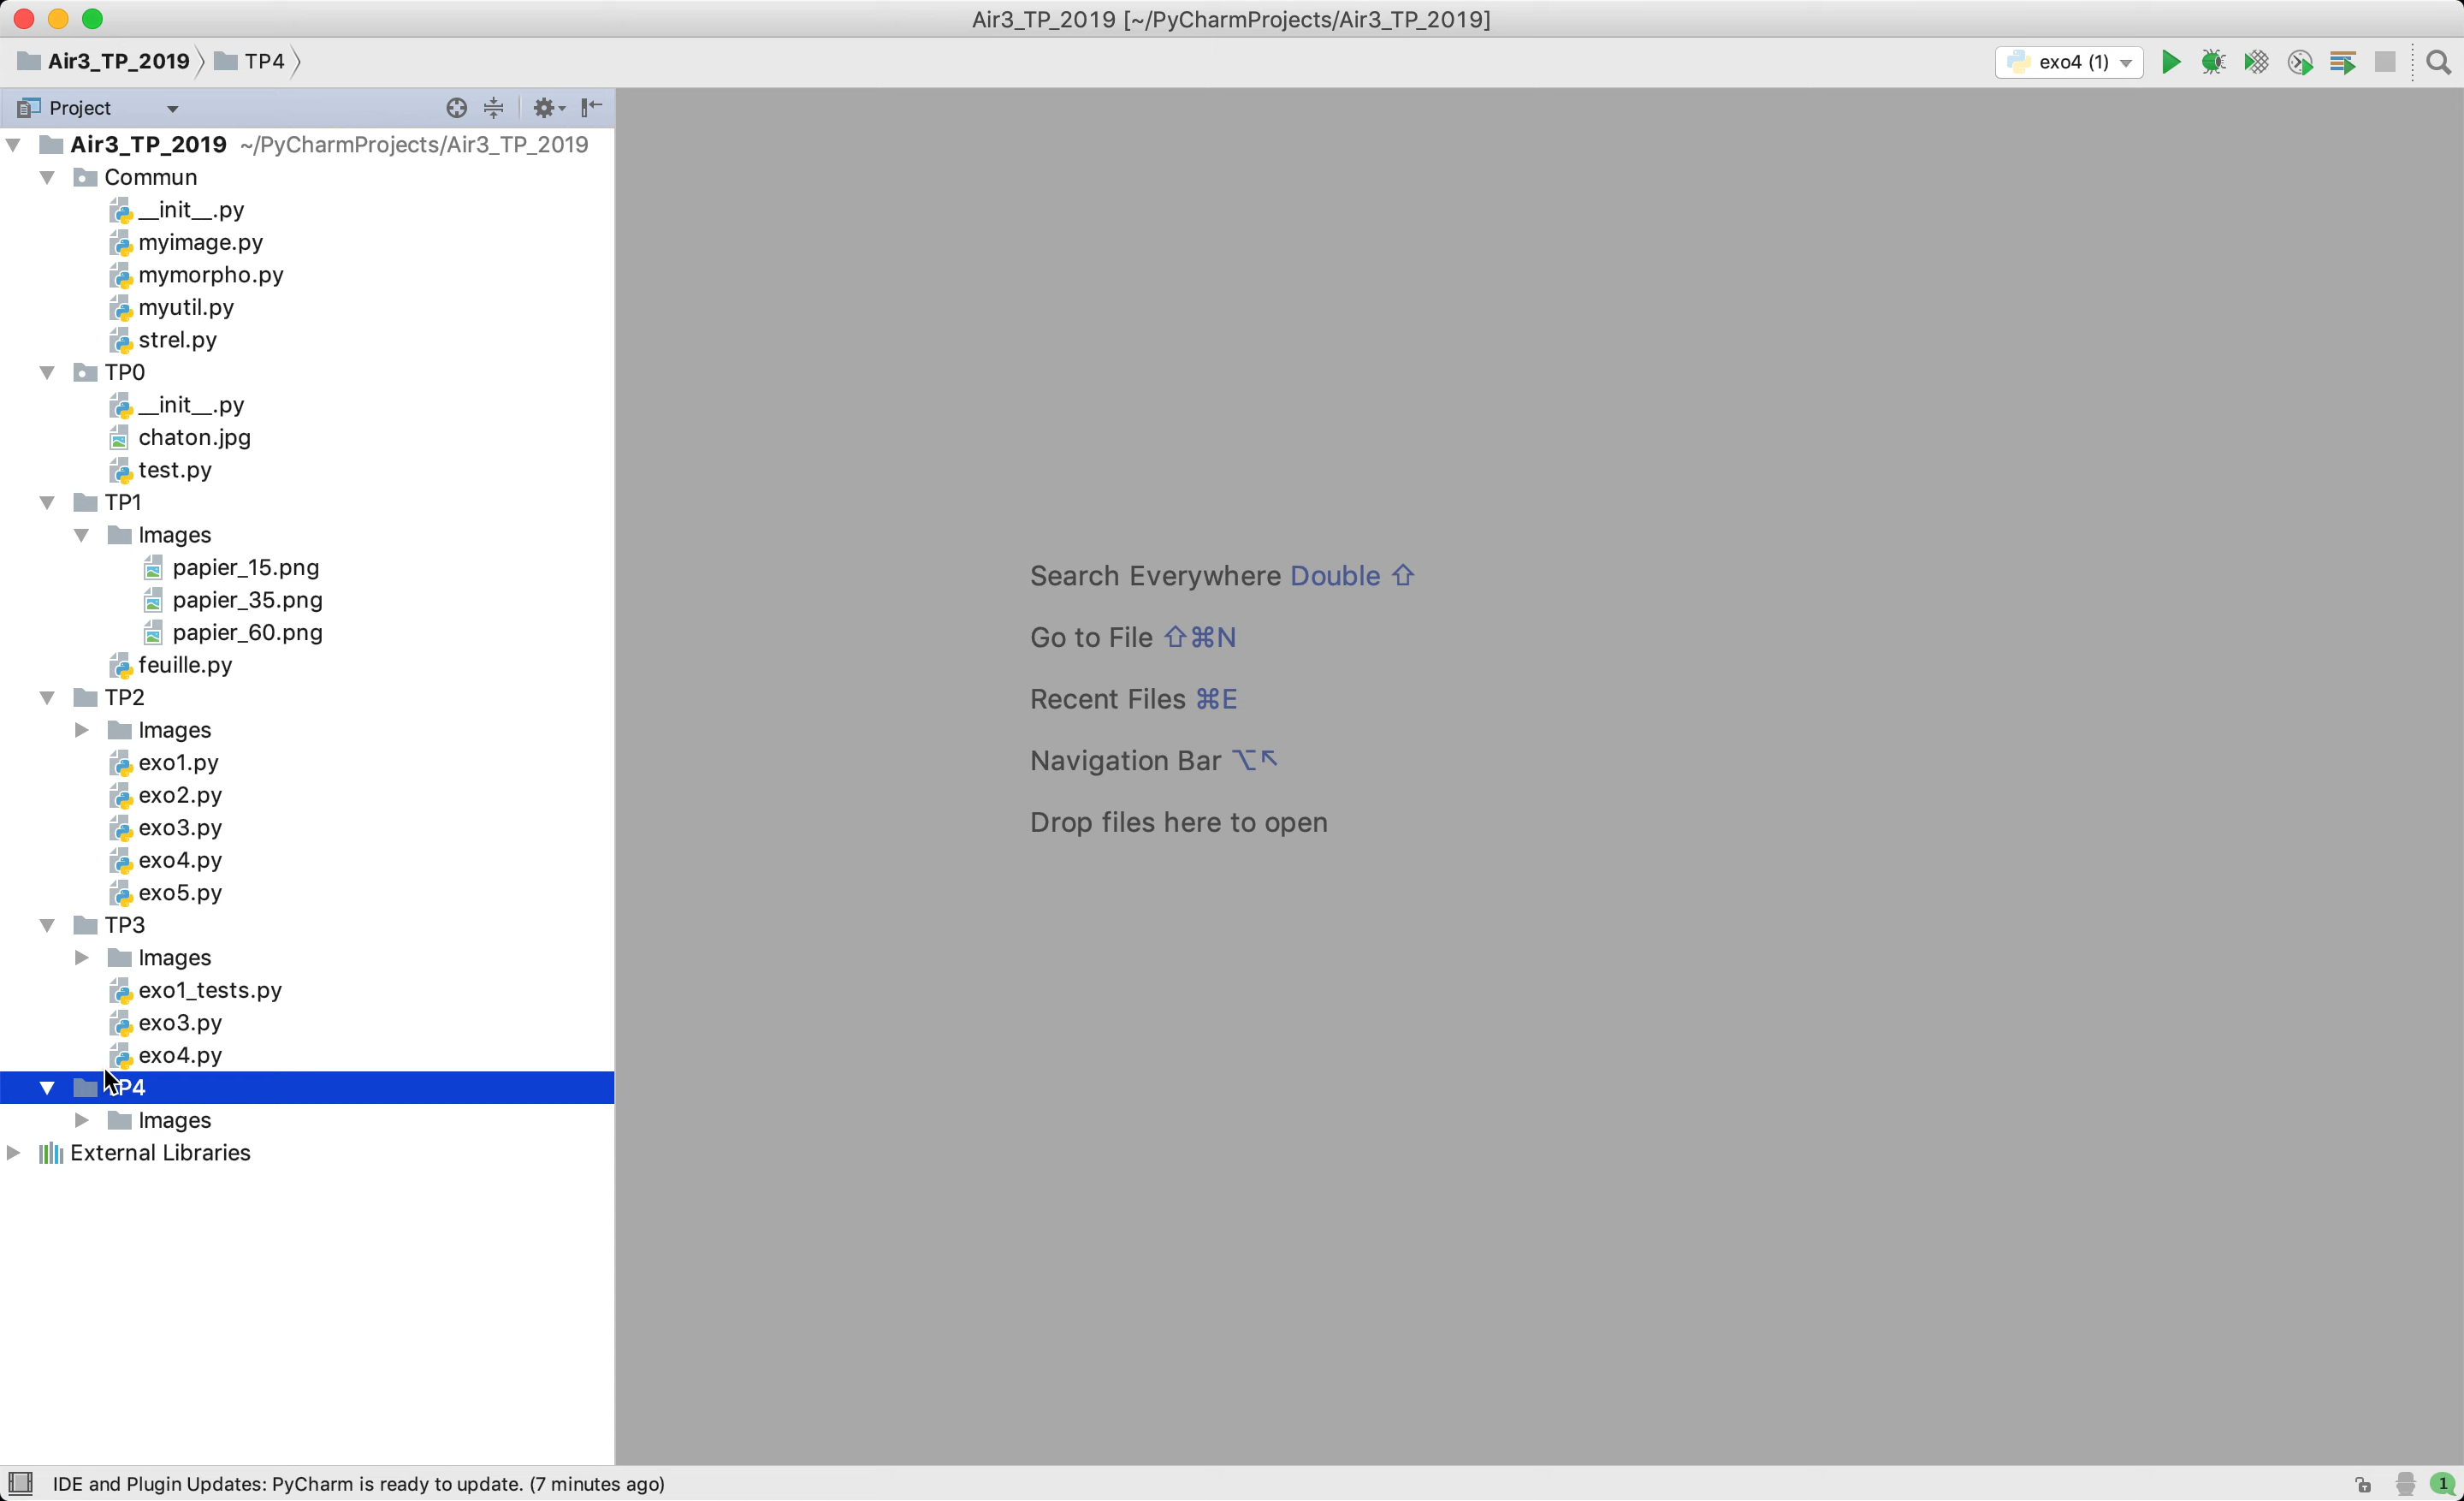 Air3_TP_2019 [~/PyCharmProjects/Air3_TP_2019]
Air3_TP_2019 TP4 exo4 (1)
Project
Air3_TP_2019 ~/PyCharmProjects/Air3_TP_2019
Commun
__init__.py
myimage.py
mymorpho.py
myutil.py
strel.py
TP0
__init__.py
chaton.jpg
test.py
TP1
Images
papier_15.png
papier_35.png
papier_60.png
feuille.py
TP2
Images
exo1.py
exo2.py
exo3.py
exo4.py
exo5.py
TP3
Images
exo1_tests.py
exo3.py
exo4.py
TP4
Images
External Libraries
Search Everywhere Double ⇧
Go to File ⇧⌘N
Recent Files ⌘E
Navigation Bar ⌥↖
Drop files here to open
IDE and Plugin Updates: PyCharm is ready to update. (7 minutes ago) 1